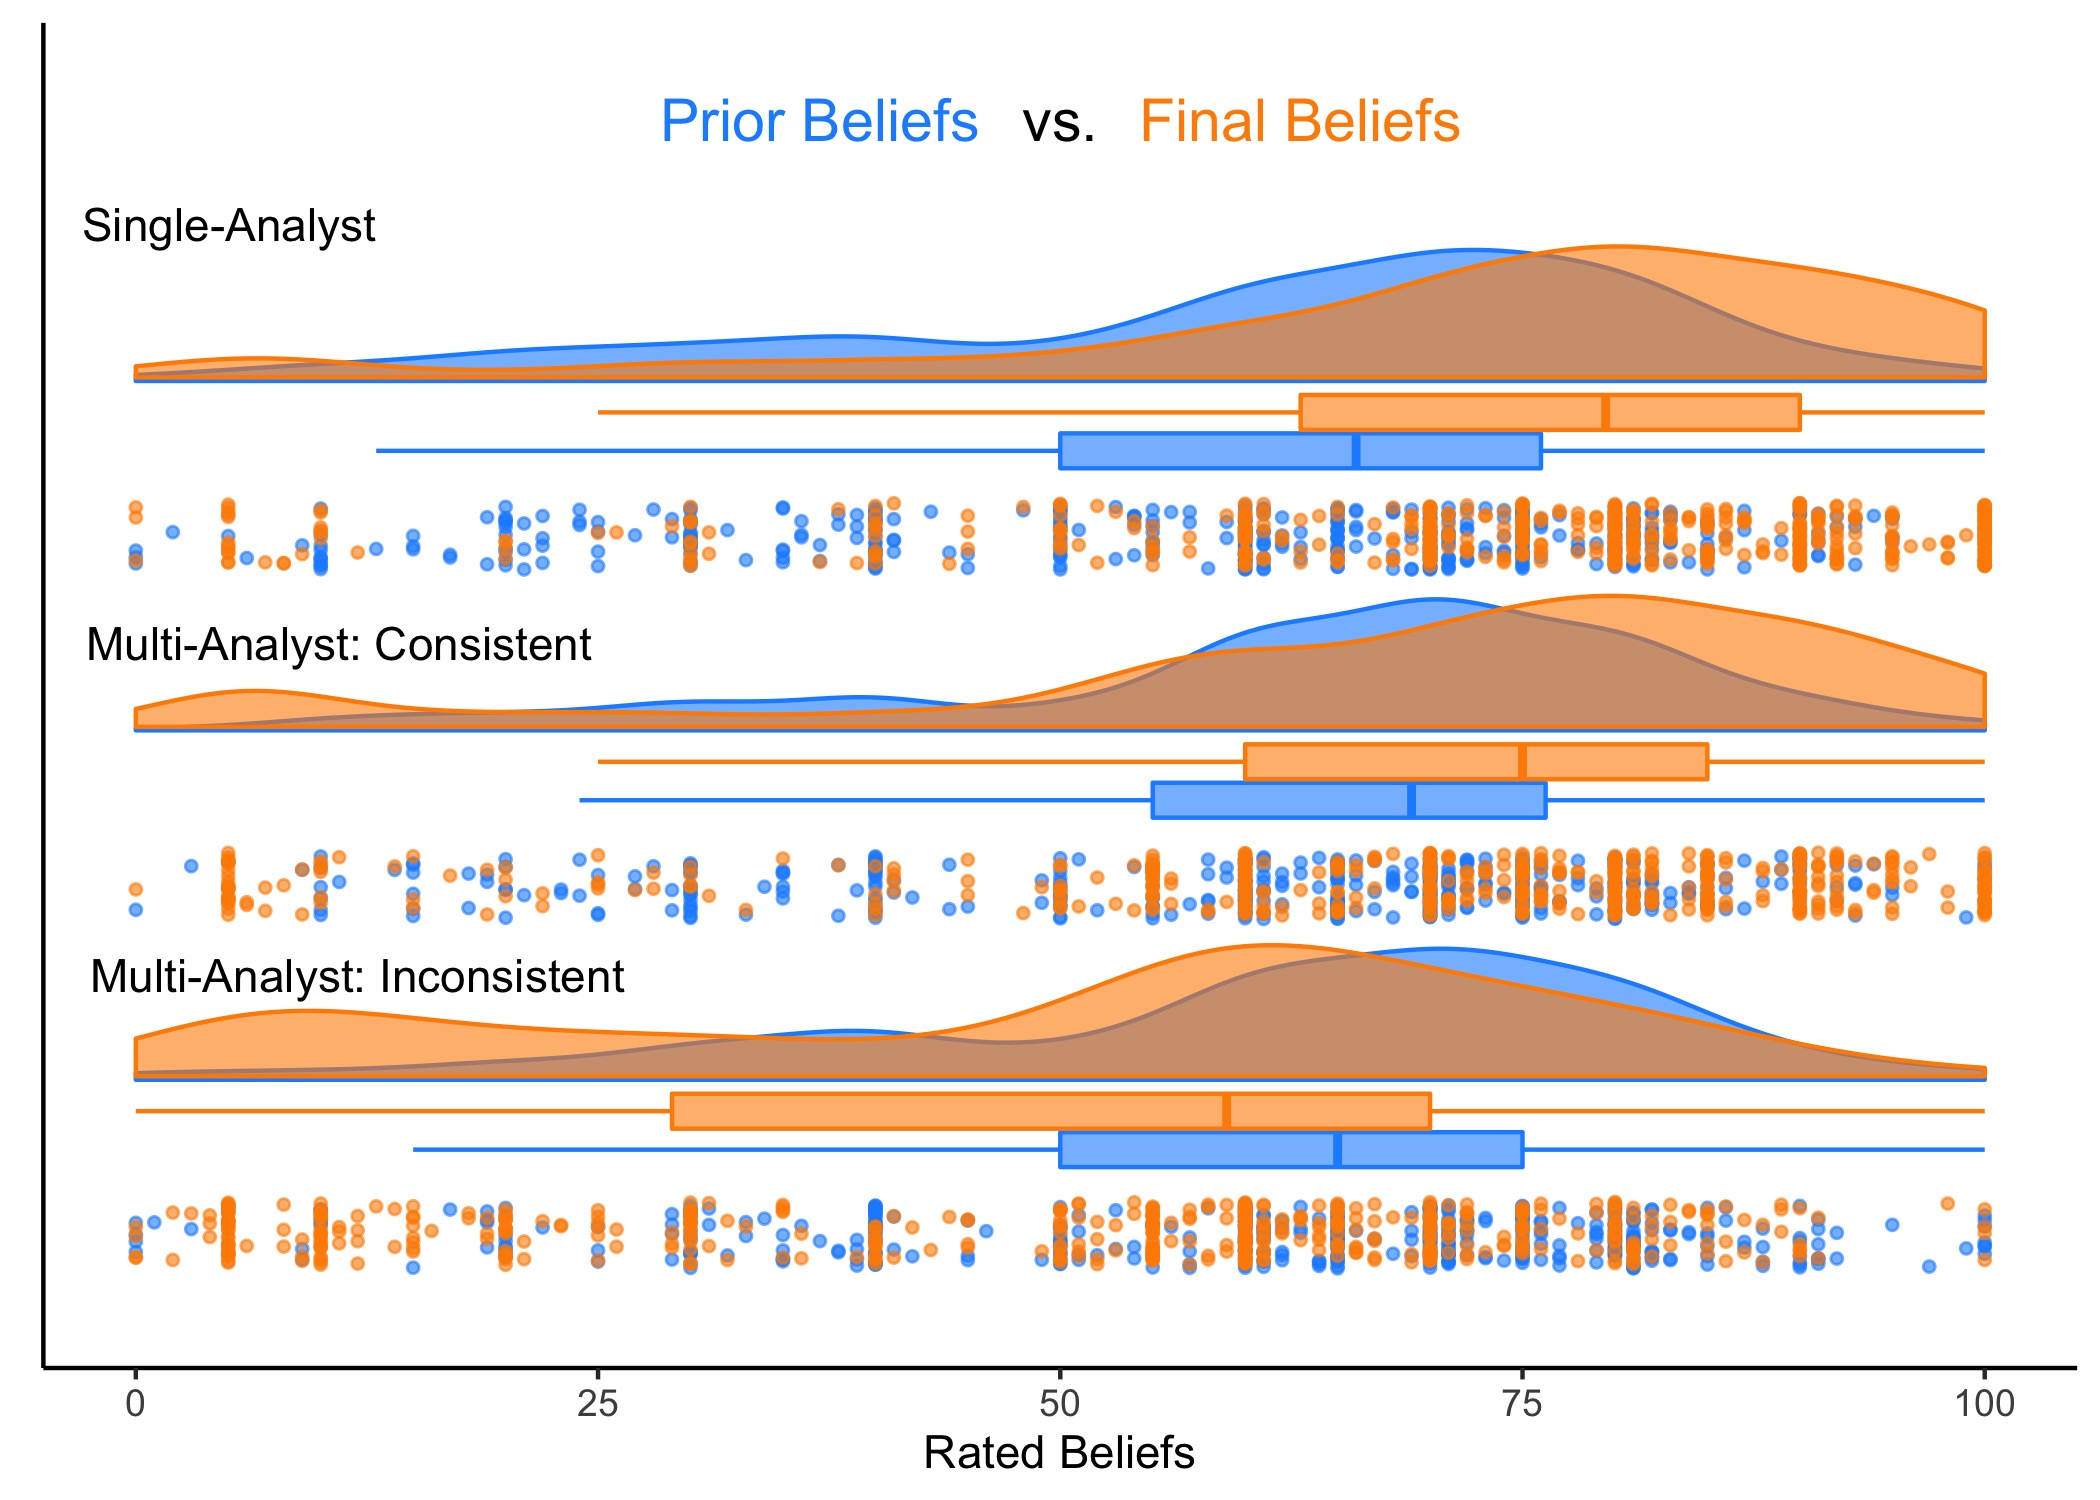 Prior Beliefs vs. Final Beliefs
Single-Analyst
Multi-Analyst: Consistent
Multi-Analyst: Inconsistent
0 25 50 75 100
Rated Beliefs